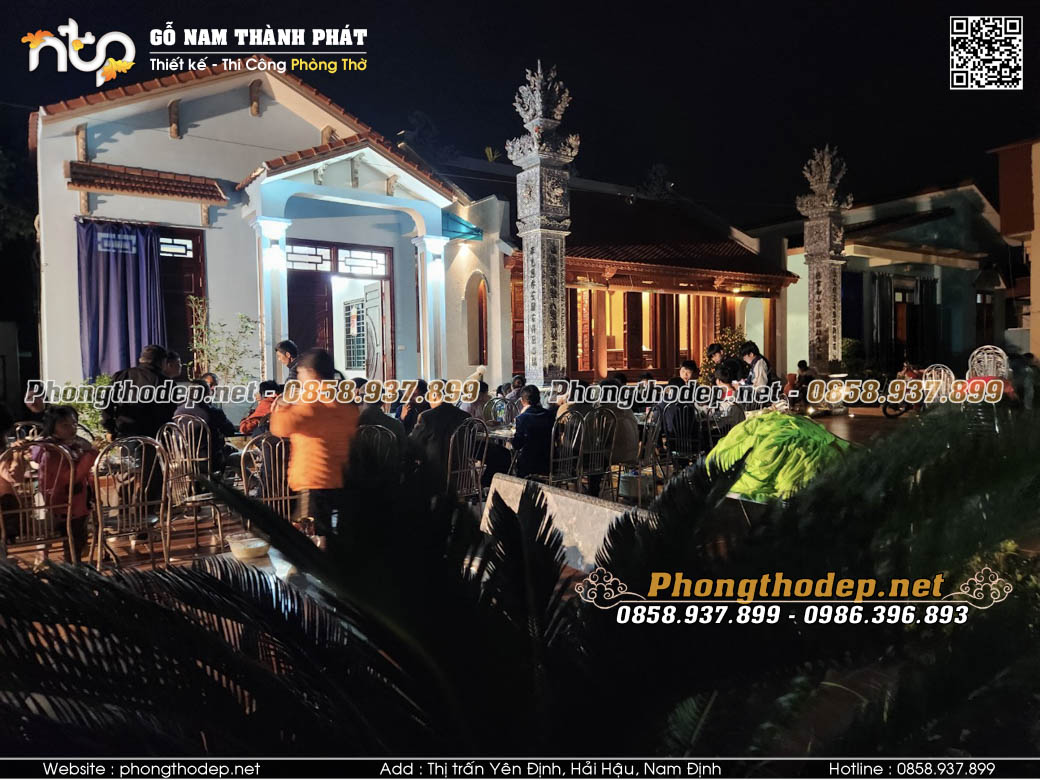 ntp
GỖ NAM THÀNH PHÁT
Thiết kế - Thi Công Phòng Thờ
Phongthodep.net - 0858.937.899
Phongthodep.net - 0858.937.899
Phongthodep.net
0858.937.899 - 0986.396.893
Website : phongthodep.net
Add : Thị trấn Yên Định, Hải Hậu, Nam Định
Hotline : 0858.937.899